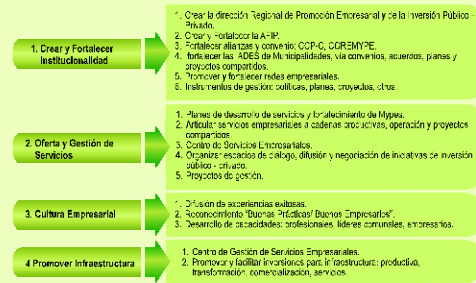 1. Crear y Fortalecer
Institucionalidad
1. Crear la dirección Regional de Promoción Empresarial y de la Inversión Público -
Privado.
2. Crear y Fortalecer la AFIP.
3. Fortalecer alianzas y convenio: CCP-C, COREMYPE.
4. fortalecer las ADES de Municipalidades, vía convenios, acuerdos, planes y
proyectos compartidos.
5. Promover y fortalecer redes empresariales.
6. Instrumentos de gestión: políticas, planes, proyectos, otros.
2. Oferta y Gestión de
Servicios
1. Planes de desarrollo de servicios y fortalecimiento de Mypes.
2. Articular servicios empresariales a cadenas productivas, operación y proyectos
compartidos.
3. Centro de Servicios Empresariales.
4. Organizar espacios de dialogo, difusión y negociación de iniciativas de inversión
público - privado.
5. Proyectos de gestión.
3. Cultura Empresarial
1. Difusión de experiencias exitosas.
2. Reconocimiento "Buenas Prácticas/ Buenos Empresarios".
3. Desarrollo de capacidades: profesionales, líderes comunales, empresarios.
4 Promover Infraestructura
1. Centro de Gestión de Servicios Empresariales.
2. Promover y facilitar inversiones para infraestructura: productiva,
transformación, comercialización, servicios.